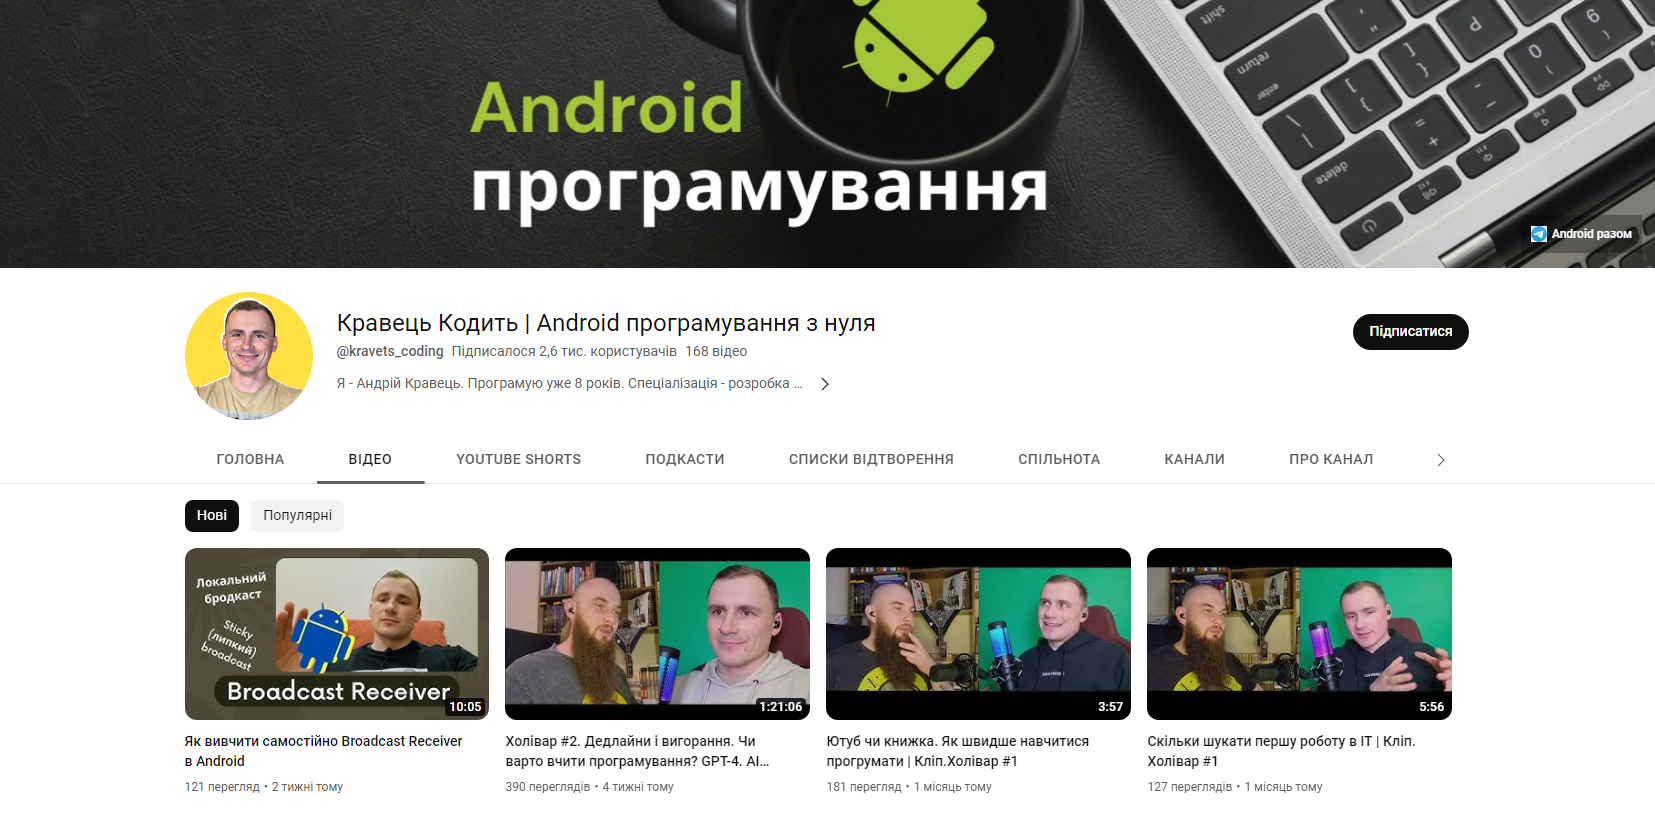 Android
програмування
Android разом
Кравець Кодить | Android програмування з нуля
@kravets_coding Підписалося 2,6 тис. користувачів 168 відео
Я - Андрій Кравець. Програмую уже 8 років. Спеціалізація - розробка ...
Підписатися
ГОЛОВНА ВІДЕО YOUTUBE SHORTS ПОДКАСТИ СПИСКИ ВІДТВОРЕННЯ СПІЛЬНОТА КАНАЛИ ПРО КАНАЛ
Нові Популярні
Локальний
бродкаст
Sticky
(липкий)
broadcast
Broadcast Receiver
10:05
1:21:06
3:57
5:56
Як вивчити самостійно Broadcast Receiver
в Android
121 перегляд • 2 тижні тому
Холівар #2. Дедлайни і вигорання. Чи
варто вчити програмування? GPT-4. AI...
390 переглядів • 4 тижні тому
Ютуб чи книжка. Як швидше навчитися
прогрумати | Кліп.Холівар #1
181 перегляд • 1 місяць тому
Скільки шукати першу роботу в ІТ | Кліп.
Холівар #1
127 переглядів • 1 місяць тому